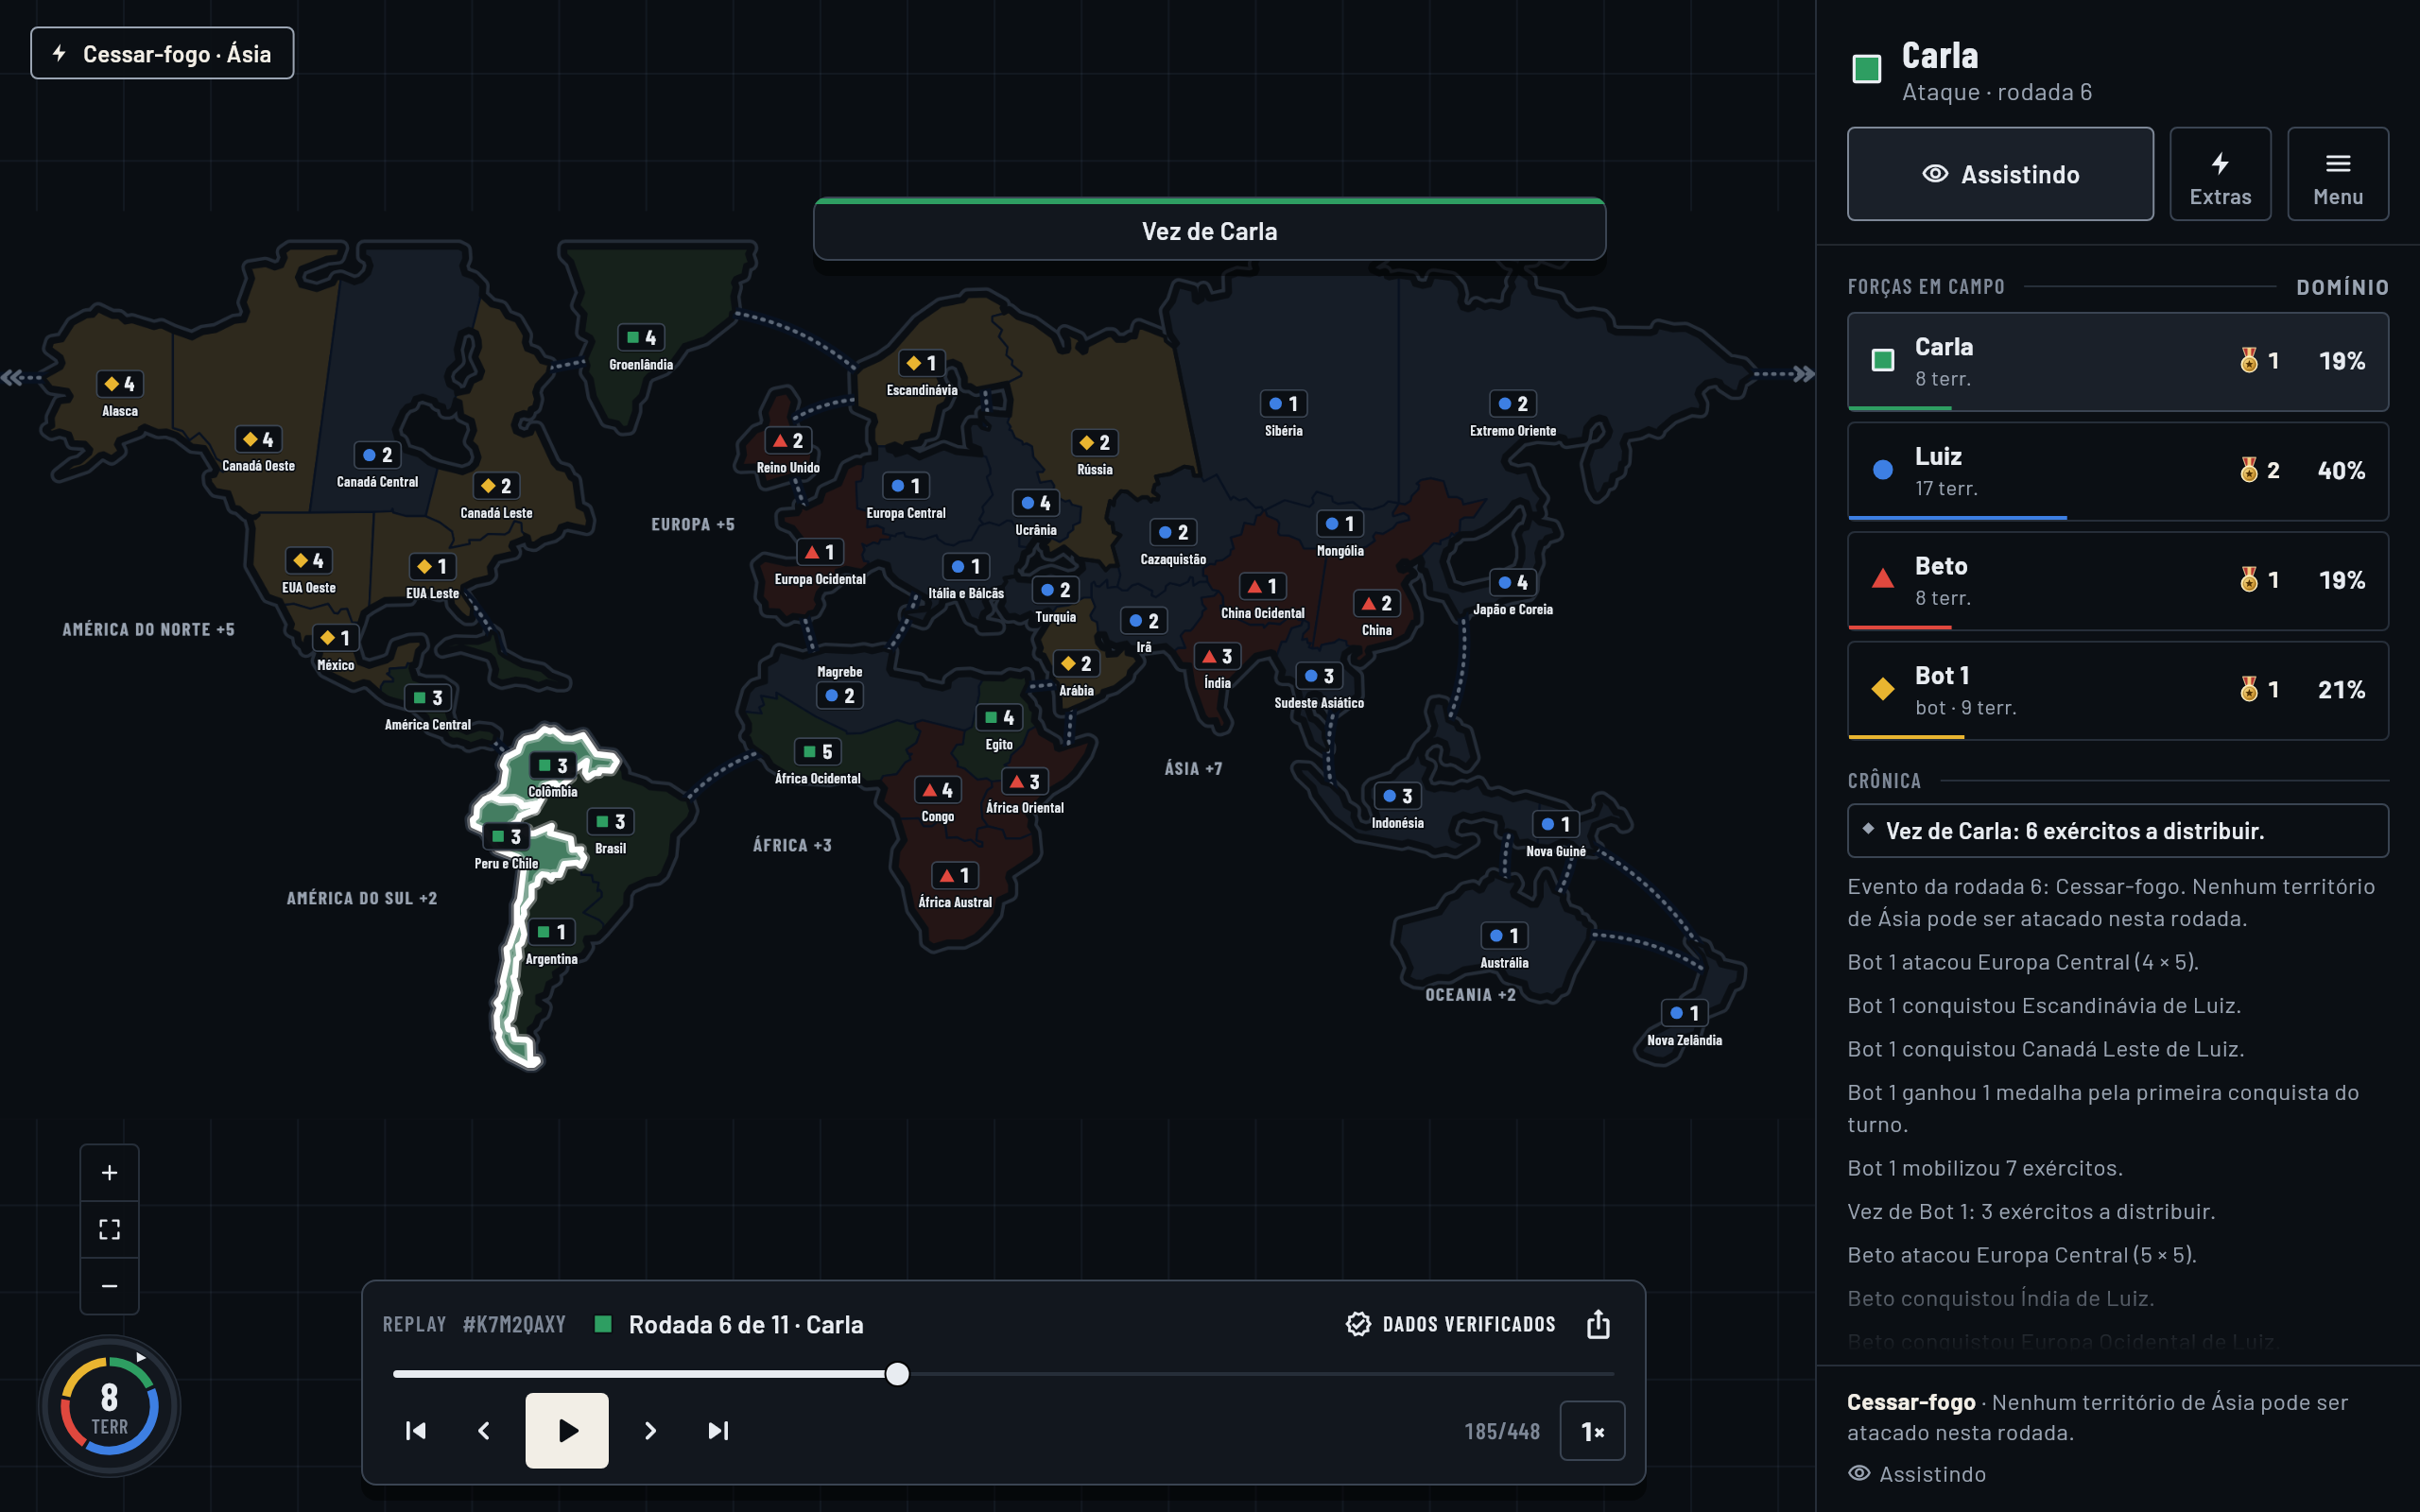 Cessar-fogo · Ásia
Vez de Carla
4
Groenlândia
4
Alasca
4
Canadá Oeste
2
Canadá Central
2
Canadá Leste
4
EUA Oeste
1
EUA Leste
1
México
3
América Central
AMÉRICA DO NORTE +5
3
Colômbia
3
Peru e Chile
3
Brasil
1
Argentina
AMÉRICA DO SUL +2
1
Escandinávia
2
Reino Unido
2
Rússia
1
Europa Central
4
Ucrânia
1
Europa Ocidental
1
Itália e Bálcãs
EUROPA +5
Magrebe
2
5
África Ocidental
4
Egito
4
Congo
3
África Oriental
1
África Austral
ÁFRICA +3
1
Sibéria
2
Extremo Oriente
2
Cazaquistão
1
Mongólia
2
Turquia
2
Irã
1
China Ocidental
2
China
4
Japão e Coreia
2
Arábia
3
Índia
3
Sudeste Asiático
ÁSIA +7
3
Indonésia
1
Nova Guiné
1
Austrália
1
Nova Zelândia
OCEANIA +2
+
−
8
TERR
REPLAY #K7M2QAXY Rodada 6 de 11 · Carla DADOS VERIFICADOS
185/448 1×
Carla
Ataque · rodada 6
Assistindo
Extras
Menu
FORÇAS EM CAMPO DOMÍNIO
Carla
8 terr.
1 19%
Luiz
17 terr.
2 40%
Beto
8 terr.
1 19%
Bot 1
bot · 9 terr.
1 21%
CRÔNICA
Vez de Carla: 6 exércitos a distribuir.
Evento da rodada 6: Cessar-fogo. Nenhum território
de Ásia pode ser atacado nesta rodada.
Bot 1 atacou Europa Central (4 × 5).
Bot 1 conquistou Escandinávia de Luiz.
Bot 1 conquistou Canadá Leste de Luiz.
Bot 1 ganhou 1 medalha pela primeira conquista do
turno.
Bot 1 mobilizou 7 exércitos.
Vez de Bot 1: 3 exércitos a distribuir.
Beto atacou Europa Central (5 × 5).
Beto conquistou Índia de Luiz.
Beto conquistou Europa Ocidental de Luiz.
Cessar-fogo · Nenhum território de Ásia pode ser
atacado nesta rodada.
Assistindo